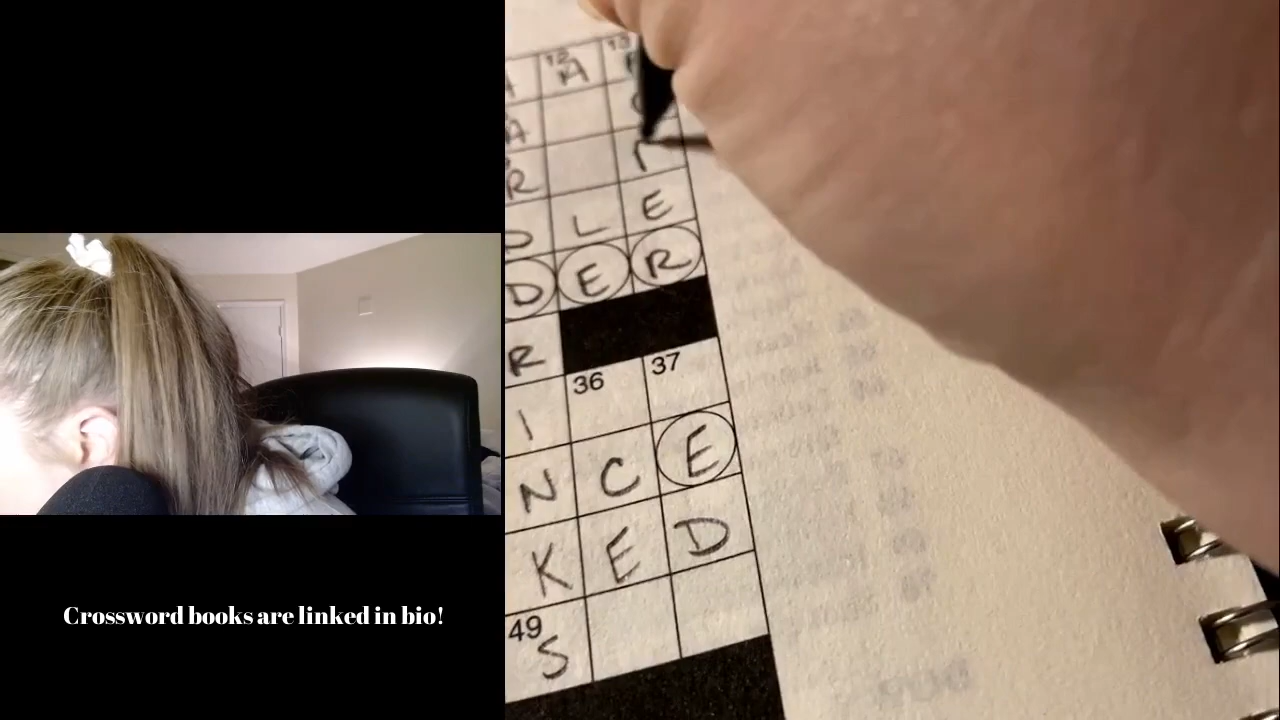 12 13
A A
A
R
D L E
D E R
R
36 37
I
N C E
K E D
49
S
Crossword books are linked in bio!